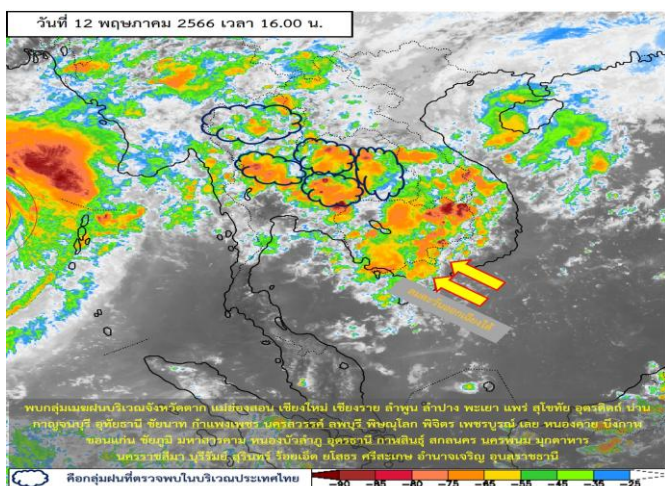 วันที่ 12 พฤษภาคม 2566 เวลา 16.00 น.
ลมตะวันออกเฉียงใต้
พบกลุ่มเมฆฝนบริเวณจังหวัดตาก แม่ฮ่องสอน เชียงใหม่ เชียงราย ลำพูน ลำปาง พะเยา แพร่ สุโขทัย อุตรดิตถ์ น่าน
กาญจนบุรี อุทัยธานี ชัยนาท กำแพงเพชร นครสวรรค์ ลพบุรี พิษณุโลก พิจิตร เพชรบูรณ์ เลย หนองคาย บึงกาฬ
ขอนแก่น ชัยภูมิ มหาสารคาม หนองบัวลำภู อุดรธานี กาฬสินธุ์ สกลนคร นครพนม มุกดาหาร
นครราชสีมา บุรีรัมย์ สุรินทร์ ร้อยเอ็ด ยโสธร ศรีสะเกษ อำนาจเจริญ อุบลราชธานี
คือกลุ่มฝนที่ตรวจพบในบริเวณประเทศไทย
-90 -85 -80 -75 -65 -55 -45 -35 -25